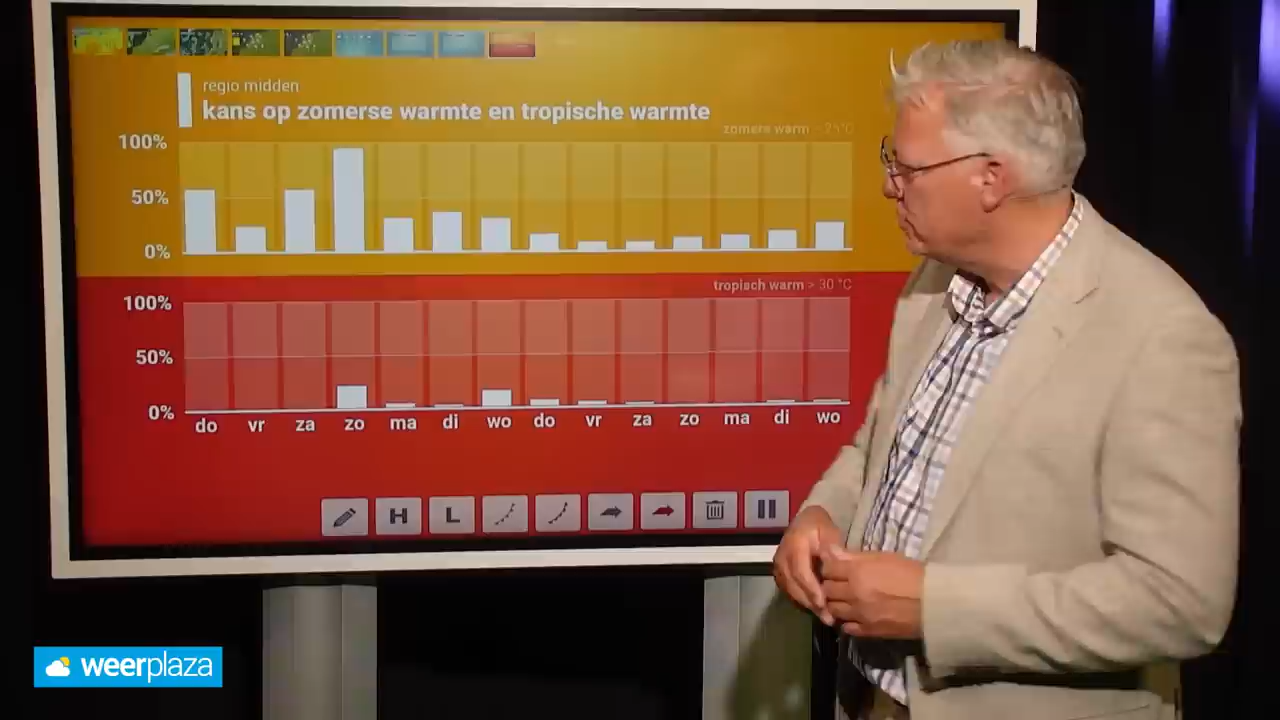 regio midden
kans op zomerse warmte en tropische warmte
zomers warm > 25°C
100%
50%
0%
tropisch warm > 30 °C
100%
50%
0%
do vr za zo ma di wo do vr za zo ma di wo
H L
weerplaza